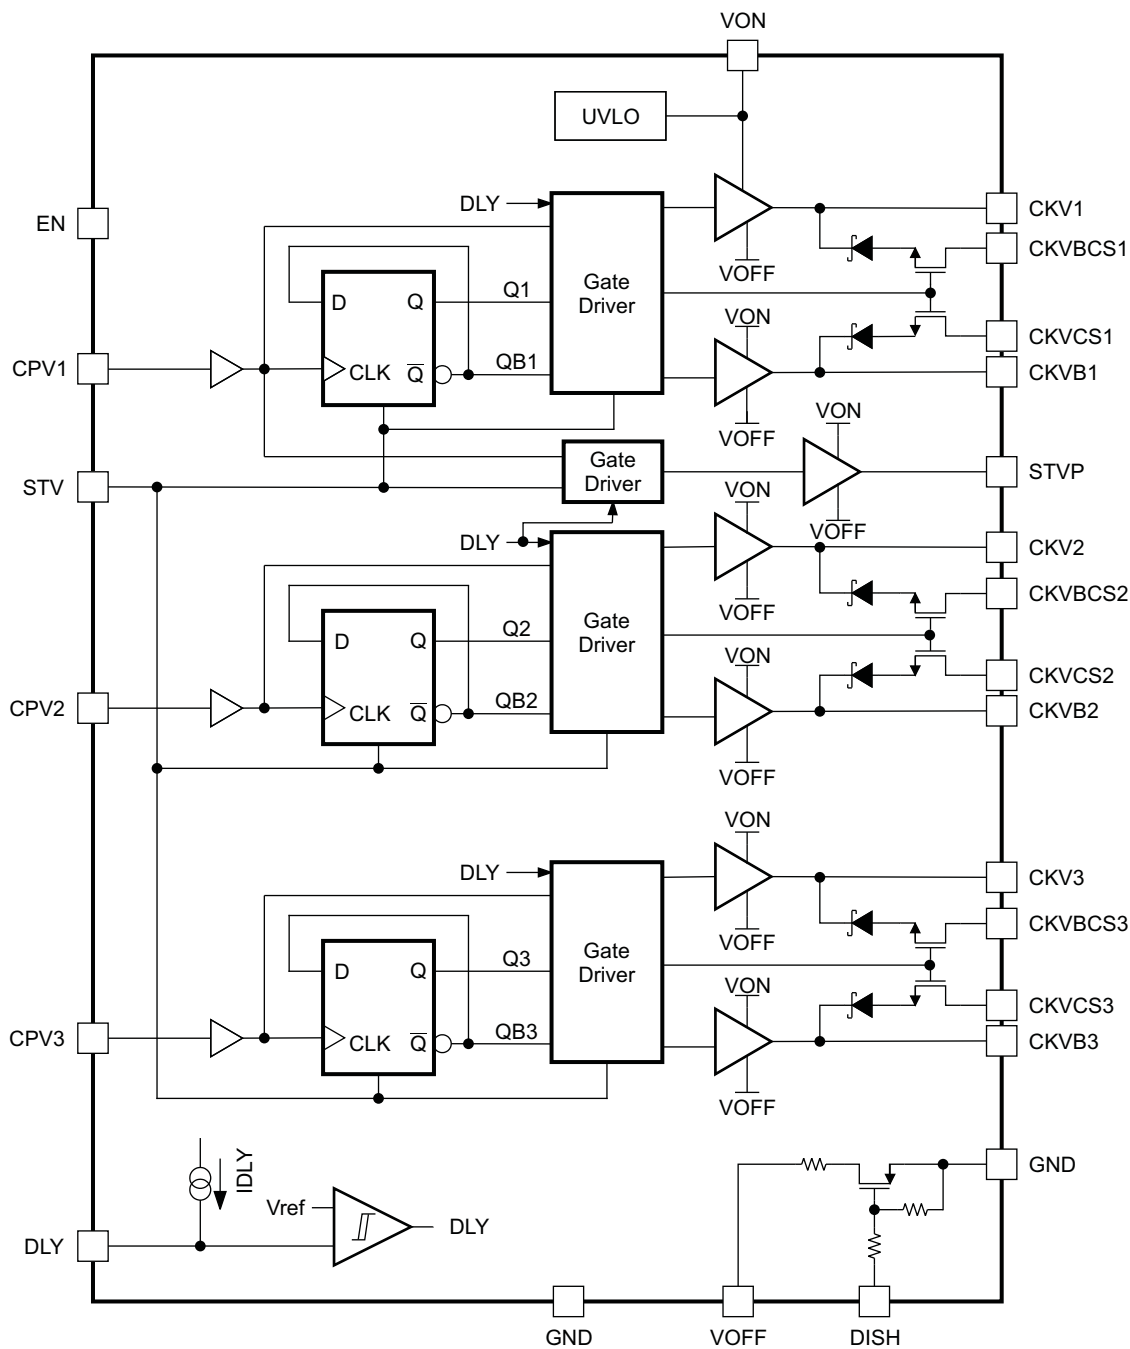 VON
UVLO
EN
DLY
CKV1
CKVBCS1
VOFF
Gate
Driver
D
Q
Q1
VON
CKVCS1
CPV1
CLK
Q̅
QB1
CKVB1
VOFF
VON
STV
Gate
Driver
STVP
VON
VOFF
DLY
CKV2
VOFF
CKVBCS2
Gate
Driver
D
Q
Q2
VON
CKVCS2
CPV2
CLK
Q̅
QB2
CKVB2
VOFF
VON
DLY
CKV3
CKVBCS3
VOFF
Gate
Driver
D
Q
Q3
VON
CKVCS3
CPV3
CLK
Q̅
QB3
CKVB3
VOFF
GND
IDLY
Vref
DLY
DLY
GND
VOFF
DISH